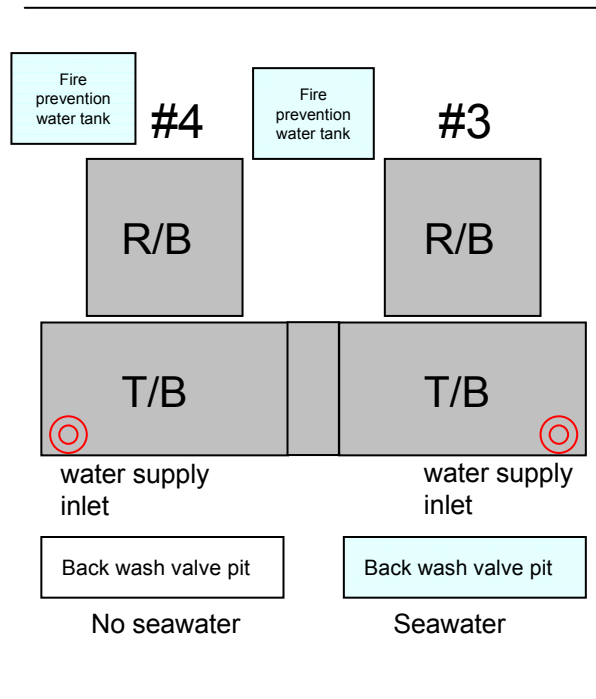 Fire
prevention
water tank
#4
Fire
prevention
water tank
#3
R/B
R/B
T/B
T/B
water supply
inlet
water supply
inlet
Back wash valve pit
Back wash valve pit
No seawater
Seawater